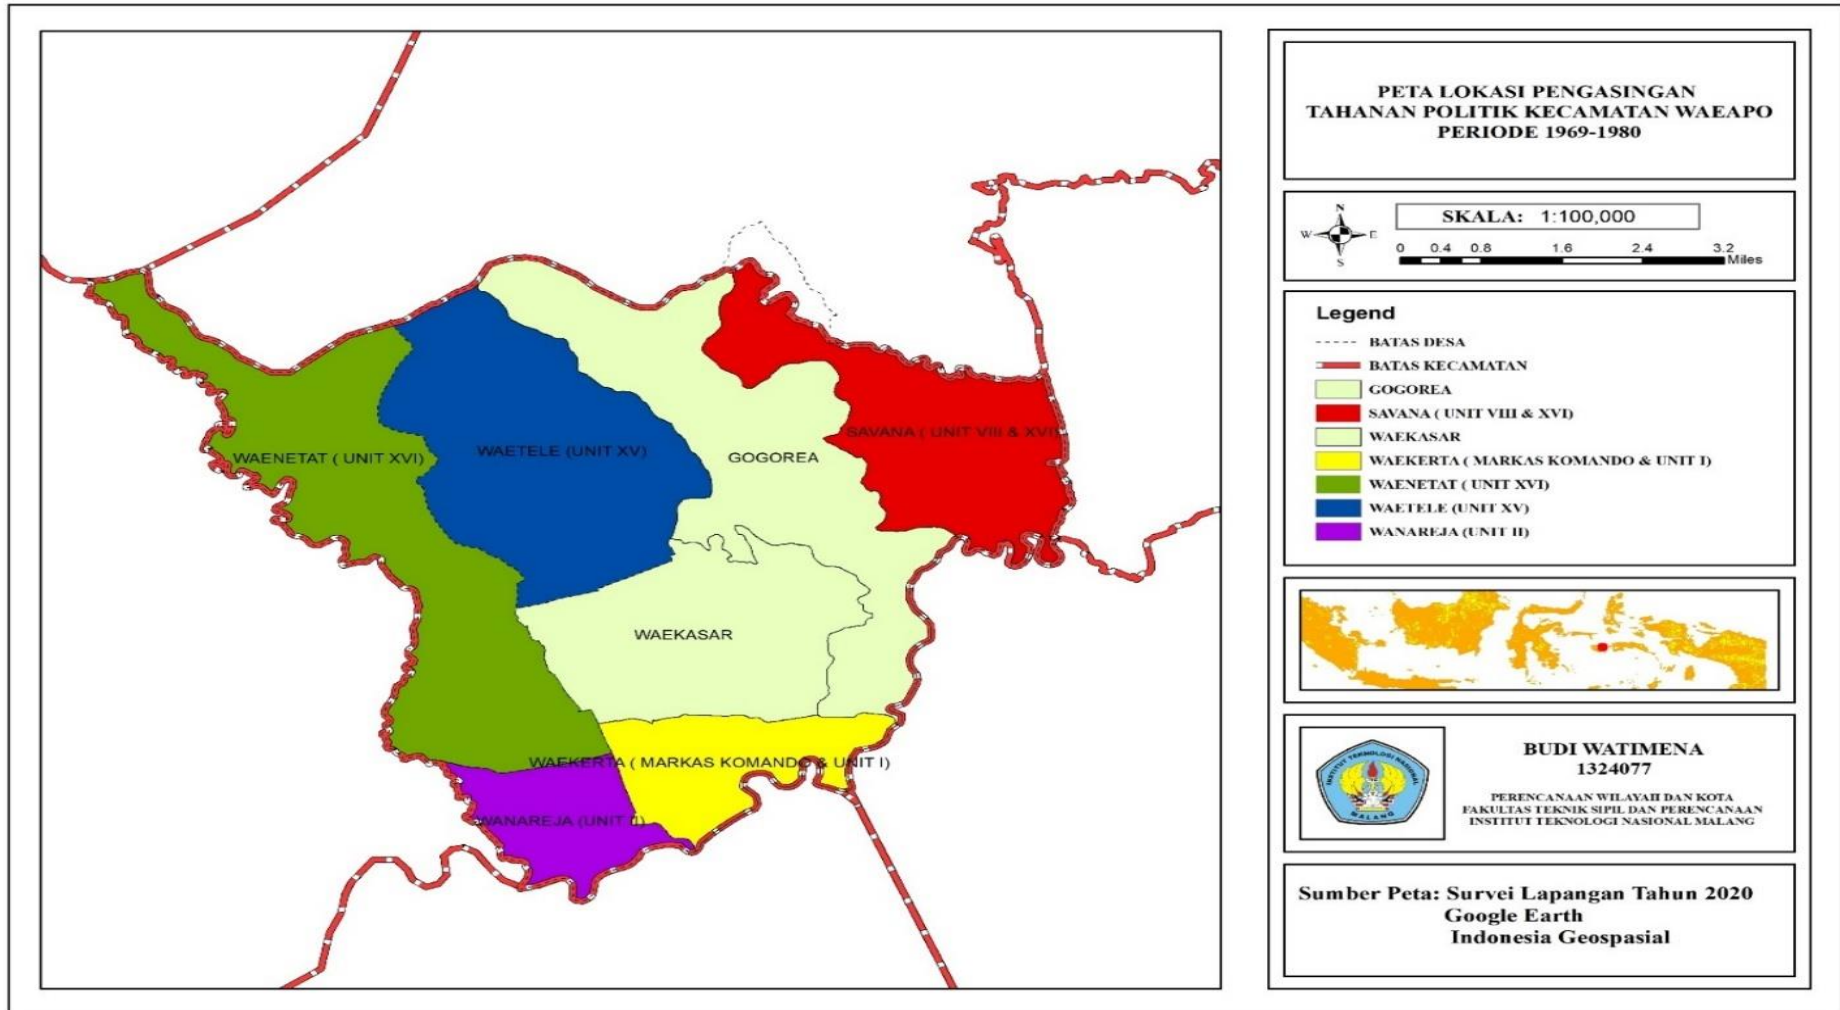 PETA LOKASI PENGASINGAN
TAHANAN POLITIK KECAMATAN WAEAPO
PERIODE 1969-1980
N
W E
S
SKALA: 1:100,000
0 0.4 0.8 1.6 2.4 3.2
Miles
Legend
BATAS DESA
BATAS KECAMATAN
GOGOREA
SAVANA ( UNIT VIII & XVI)
WAEKASAR
WAEKERTA ( MARKAS KOMANDO & UNIT I)
WAENETAT ( UNIT XVI)
WAETELE (UNIT XV)
WANAREJA (UNIT II)
INSTITUT TEKNOLOGI NASIONAL
MALANG
BUDI WATIMENA
1324077
PERENCANAAN WILAYAH DAN KOTA
FAKULTAS TEKNIK SIPIL DAN PERENCANAAN
INSTITUT TEKNOLOGI NASIONAL MALANG
Sumber Peta: Survei Lapangan Tahun 2020
Google Earth
Indonesia Geospasial
SAVANA ( UNIT VIII & XVI)
WAETELE (UNIT XV)
WAENETAT ( UNIT XVI)
GOGOREA
WAEKASAR
WAEKERTA ( MARKAS KOMANDO & UNIT I)
WANAREJA (UNIT II)